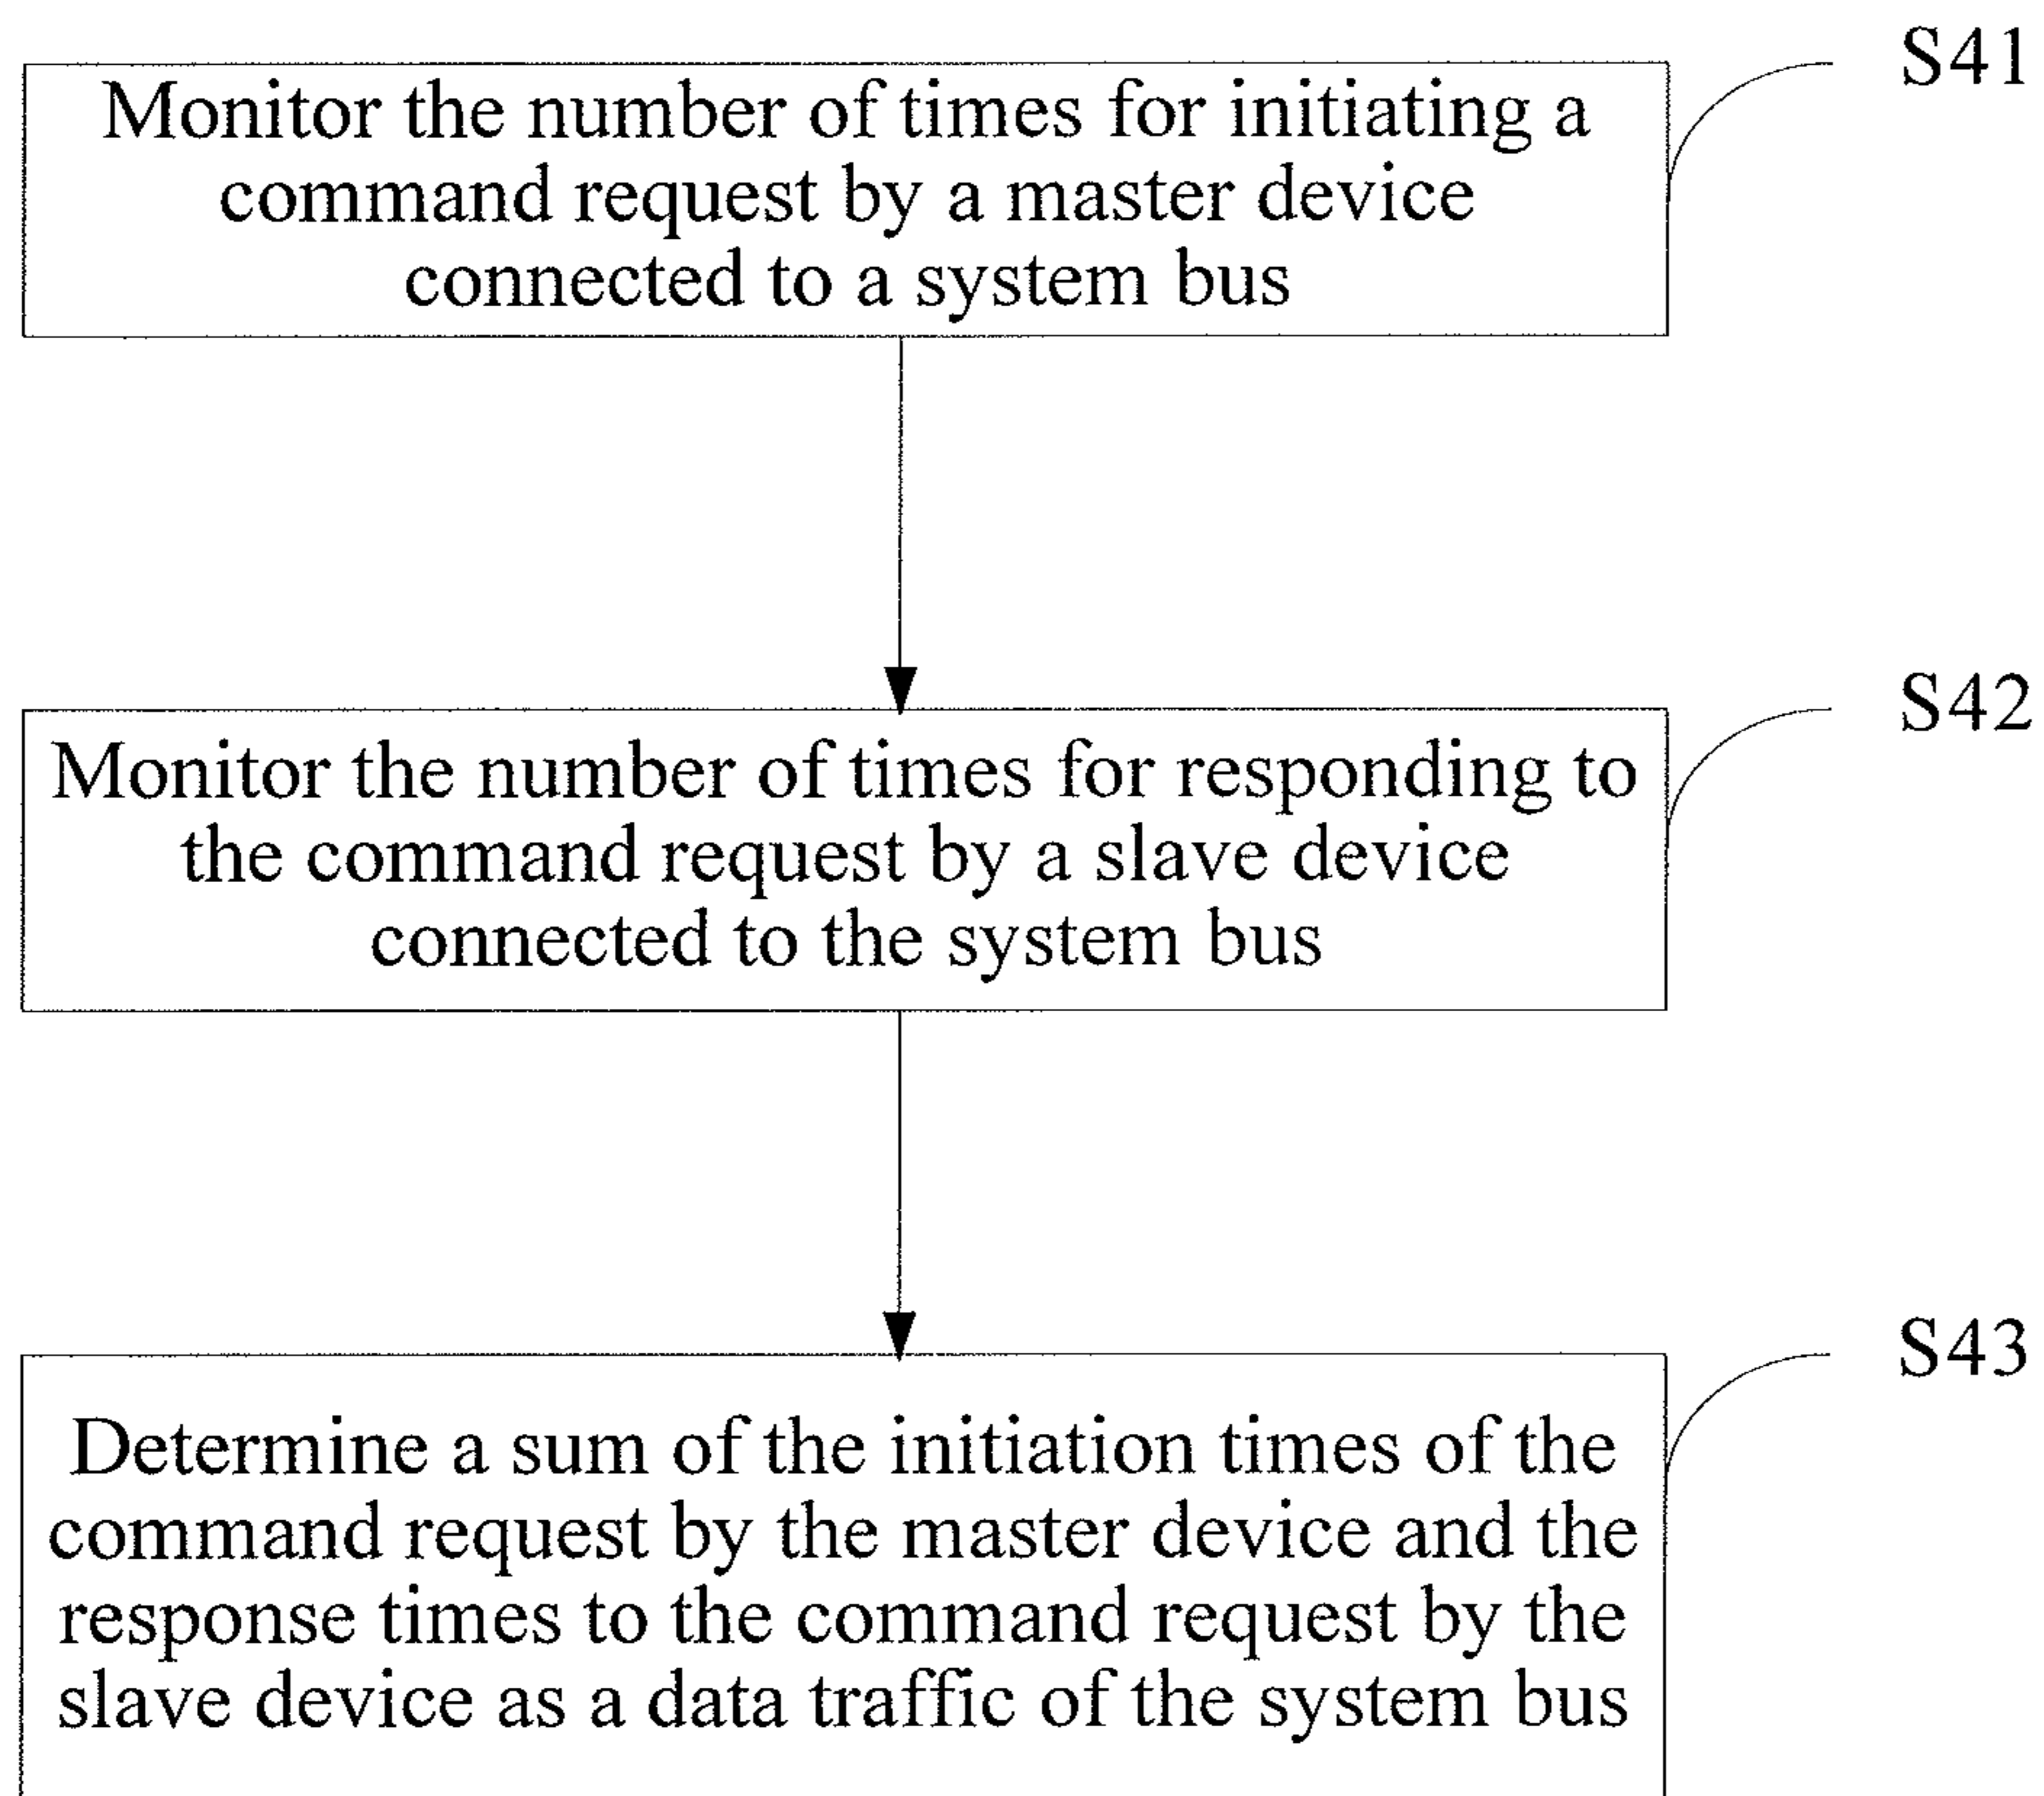 S41
Monitor the number of times for initiating a
command request by a master device
connected to a system bus
S42
Monitor the number of times for responding to
the command request by a slave device
connected to the system bus
S43
Determine a sum of the initiation times of the
command request by the master device and the
response times to the command request by the
slave device as a data traffic of the system bus